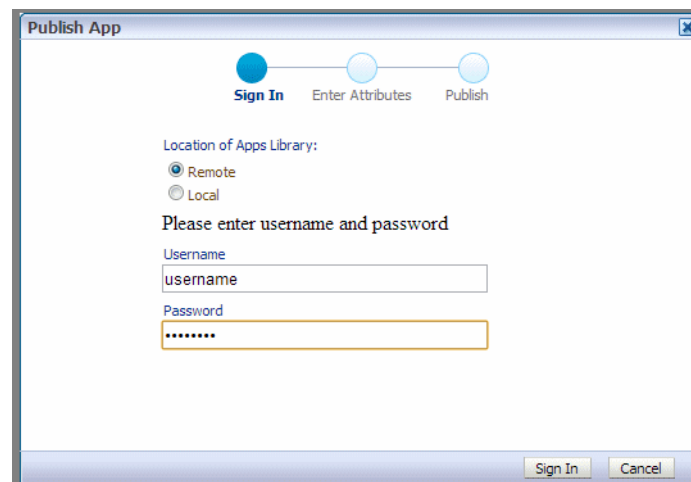 Publish App
Sign In Enter Attributes Publish
Location of Apps Library:
Remote
Local
Please enter username and password
Username
username
Password
••••••••
Sign In Cancel